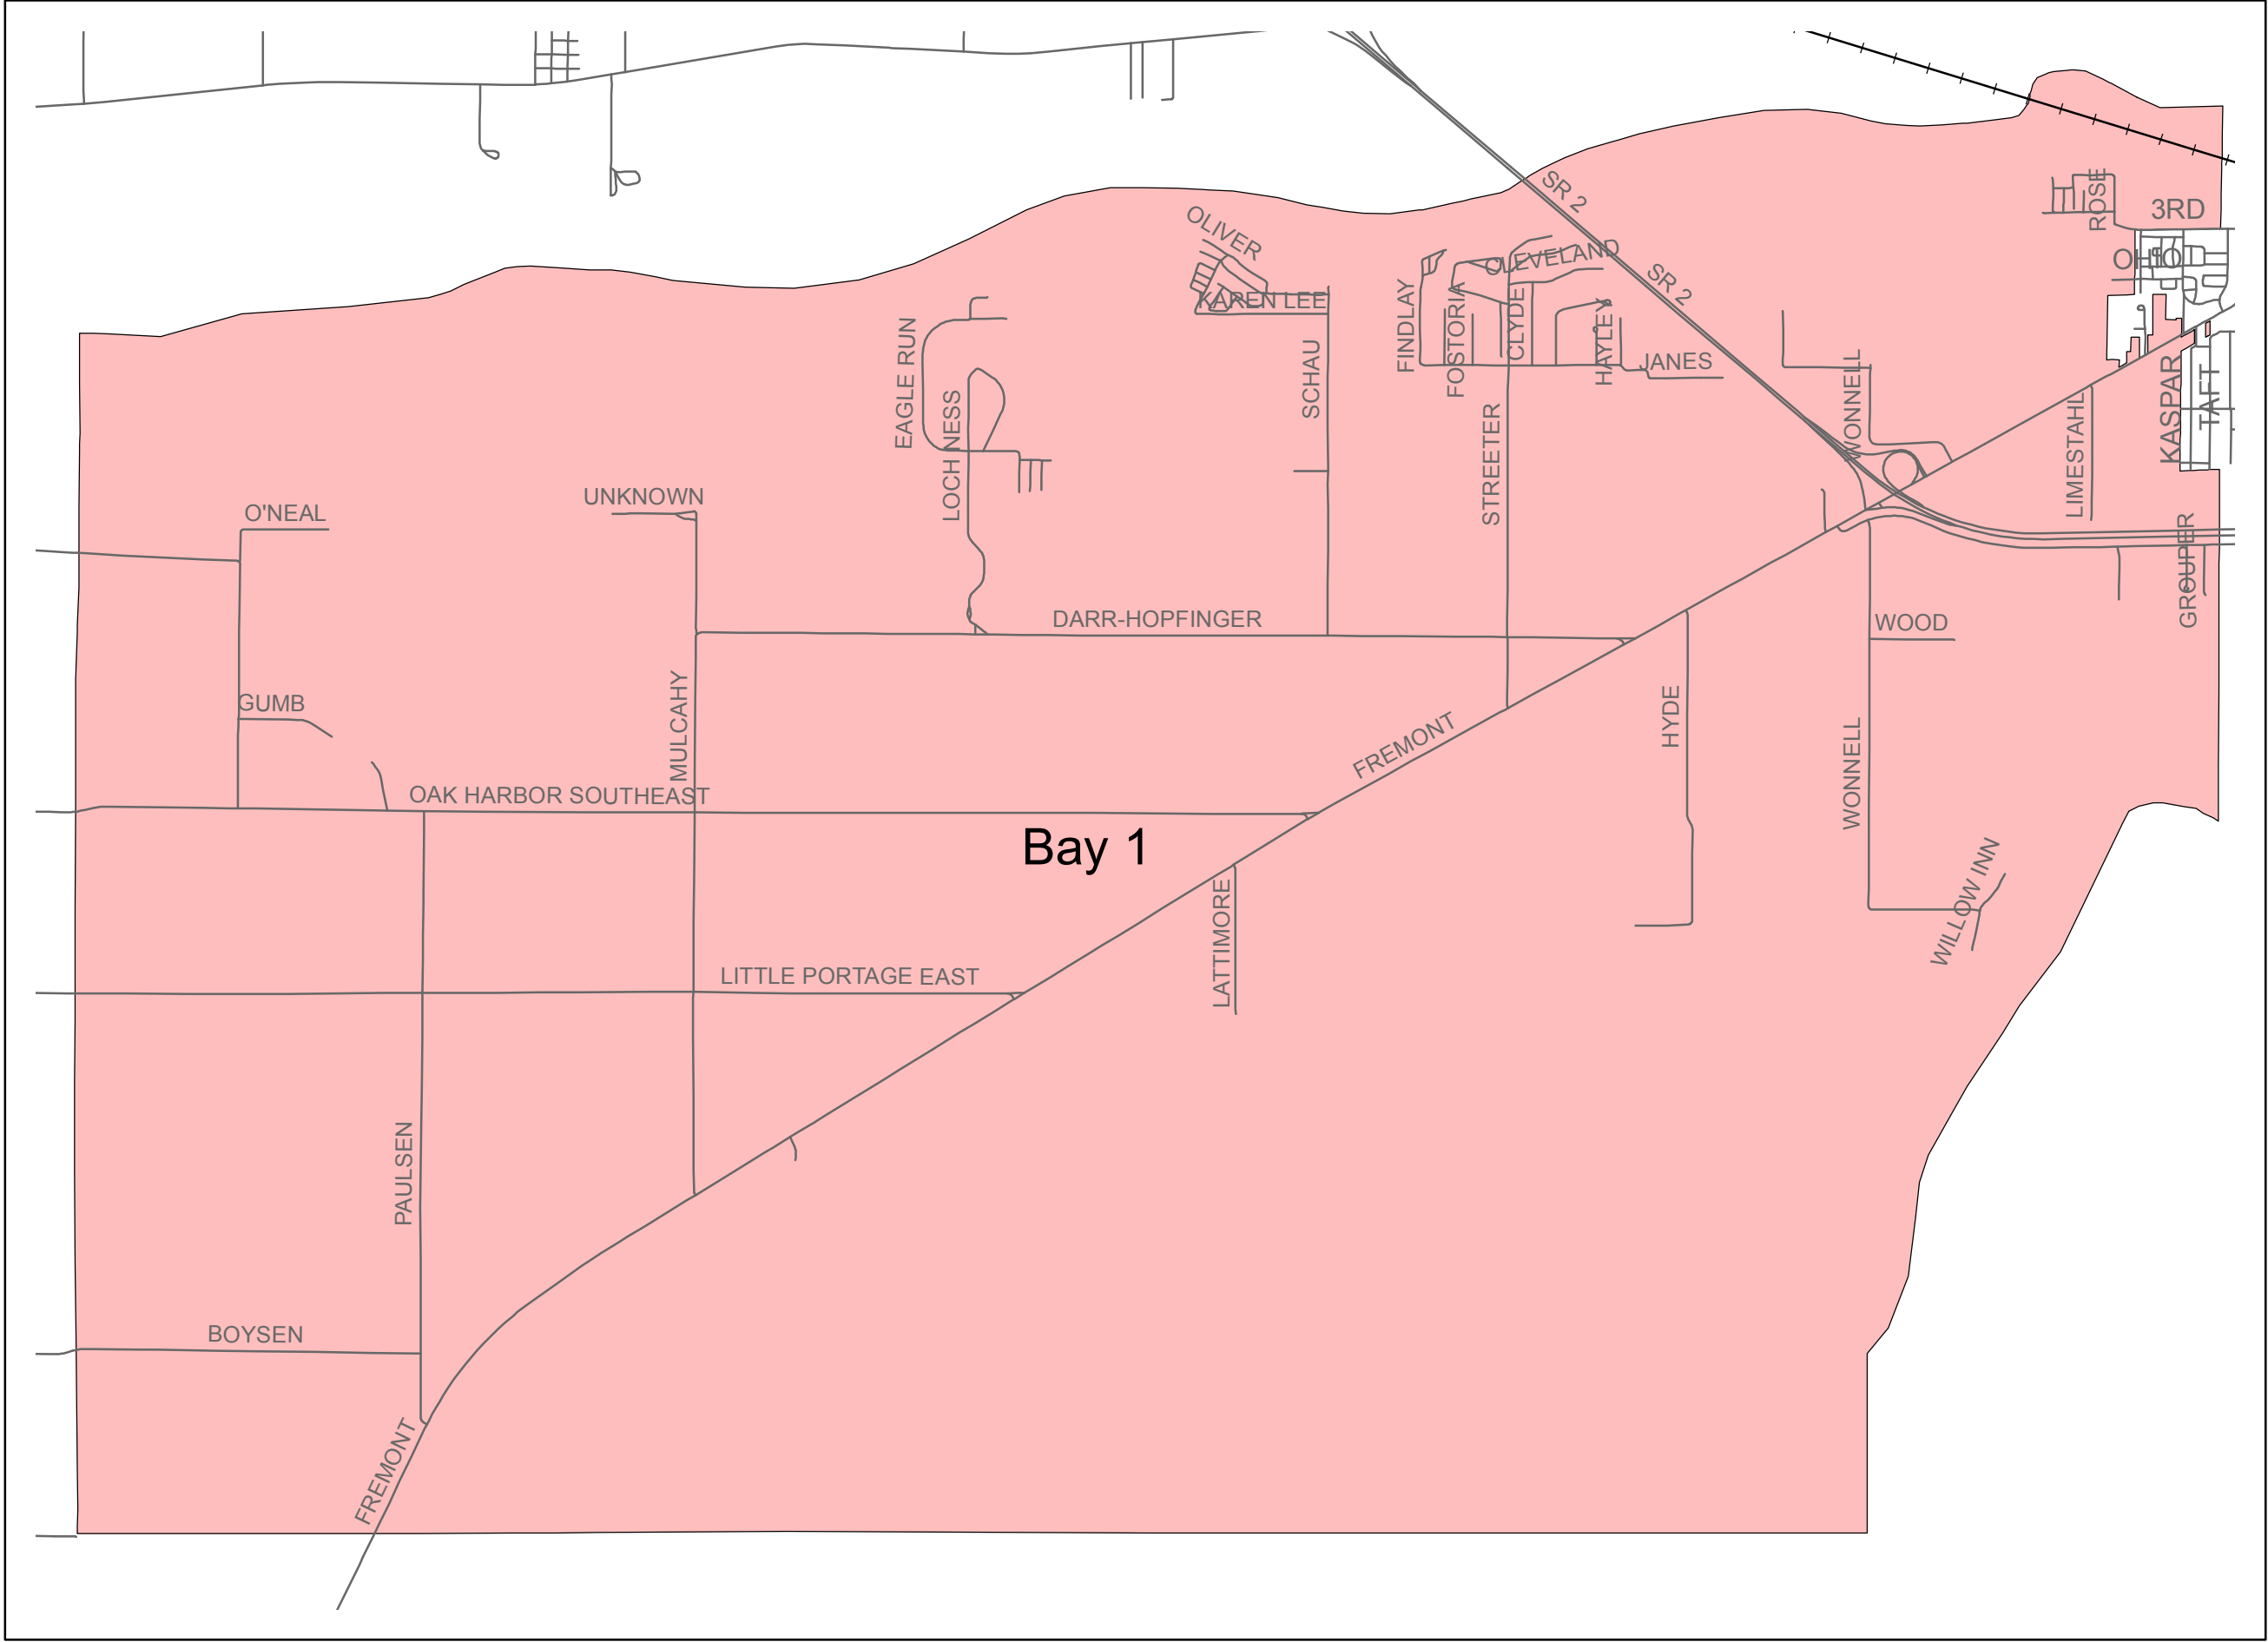 SR 2
ROSE
3RD
OLIVER
CLEVELAND
OHIO
SR 2
KAREN LEE
EAGLE RUN
SCHAU
FINDLAY
FOSTORIA
CLYDE
HAYLEY
JANES
WONNELL
KASPAR
TAFT
LOCH NESS
STREETER
LIMESTAHL
UNKNOWN
O'NEAL
GROUPER
DARR-HOPFINGER
WOOD
GUMB
MULCAHY
HYDE
FREMONT
WONNELL
OAK HARBOR SOUTHEAST
Bay 1
WILLOW INN
LATTIMORE
LITTLE PORTAGE EAST
PAULSEN
BOYSEN
FREMONT